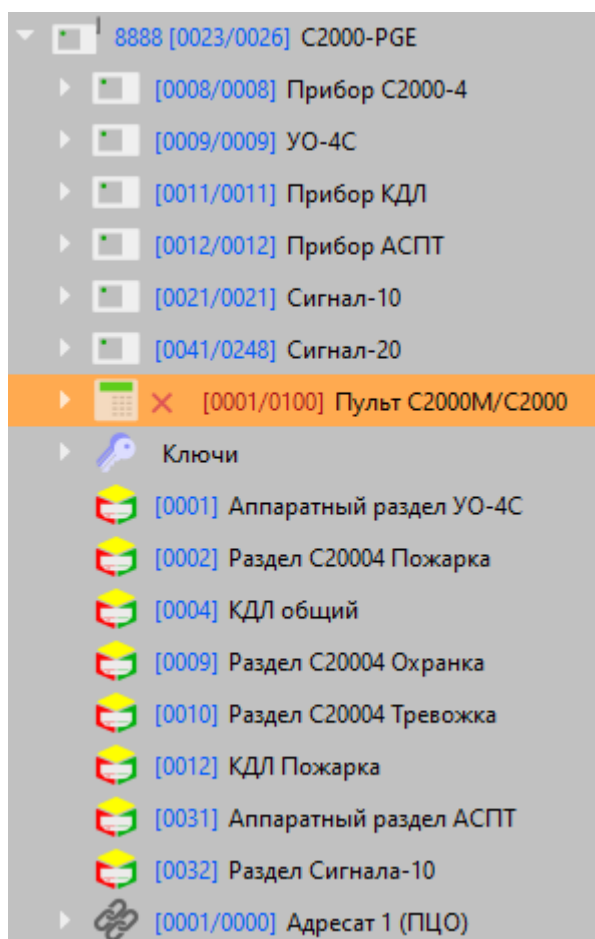 8888 [0023/0026] С2000-PGE
[0008/0008] Прибор С2000-4
[0009/0009] УО-4С
[0011/0011] Прибор КДЛ
[0012/0012] Прибор АСПТ
[0021/0021] Сигнал-10
[0041/0248] Сигнал-20
[0001/0100] Пульт С2000М/С2000
Ключи
[0001] Аппаратный раздел УО-4С
[0002] Раздел С20004 Пожарка
[0004] КДЛ общий
[0009] Раздел С20004 Охранка
[0010] Раздел С20004 Тревожка
[0012] КДЛ Пожарка
[0031] Аппаратный раздел АСПТ
[0032] Раздел Сигнала-10
[0001/0000] Адресат 1 (ПЦО)